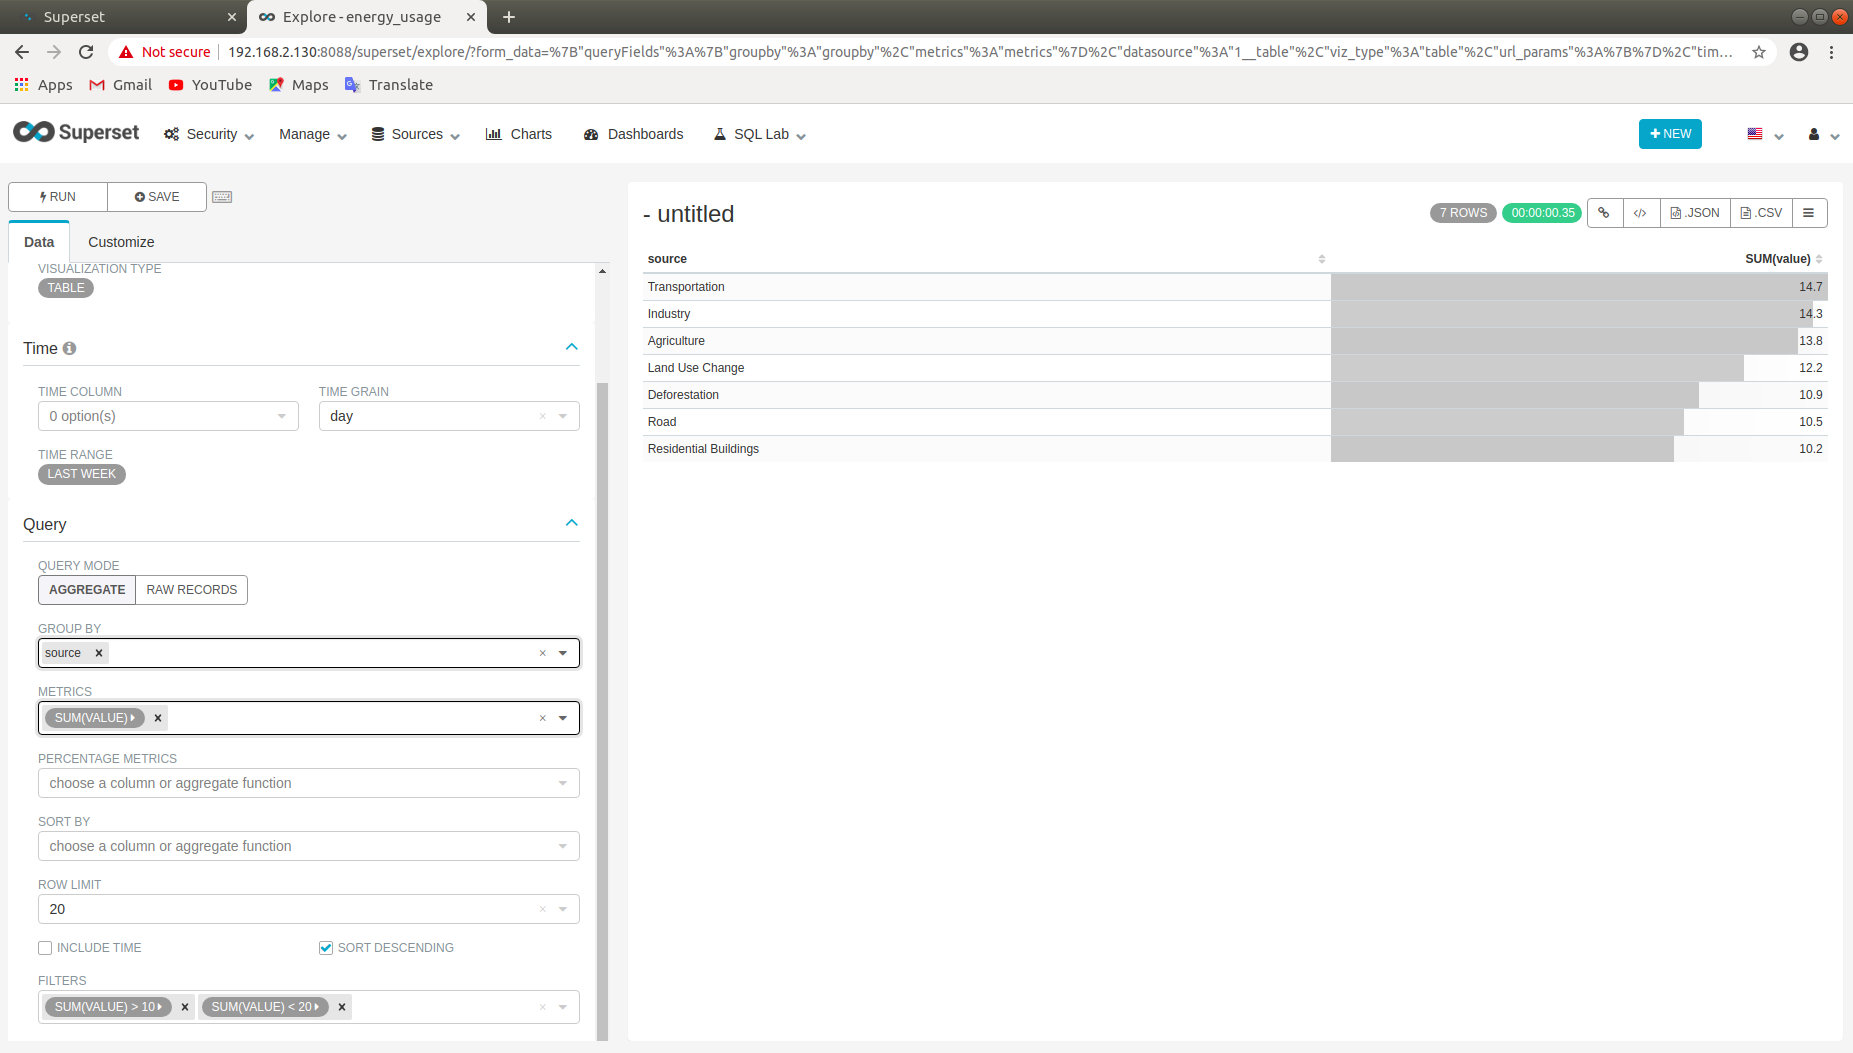 Superset
Explore - energy_usage
Not secure
192.168.2.130:8088/superset/explore/?form_data=%7B"queryFields"%3A%7B"groupby"%3A"groupby"%2C"metrics"%3A"metrics"%7D%2C"datasource"%3A"1__table"%2C"viz_type"%3A"table"%2C"url_params"%3A%7B%7D%2C"tim...
Apps
Gmail
YouTube
Maps
Translate
Superset
Security
Manage
Sources
Charts
Dashboards
SQL Lab
+ NEW
RUN
SAVE
Data
Customize
VISUALIZATION TYPE
TABLE
Time
TIME COLUMN
TIME GRAIN
0 option(s)
day
TIME RANGE
LAST WEEK
Query
QUERY MODE
AGGREGATE
RAW RECORDS
GROUP BY
source
METRICS
SUM(VALUE)
PERCENTAGE METRICS
choose a column or aggregate function
SORT BY
choose a column or aggregate function
ROW LIMIT
20
INCLUDE TIME
SORT DESCENDING
FILTERS
SUM(VALUE) > 10
SUM(VALUE) < 20
- untitled
7 ROWS
00:00:00.35
.JSON
.CSV
source SUM(value)
Transportation 14.7
Industry 14.3
Agriculture 13.8
Land Use Change 12.2
Deforestation 10.9
Road 10.5
Residential Buildings 10.2